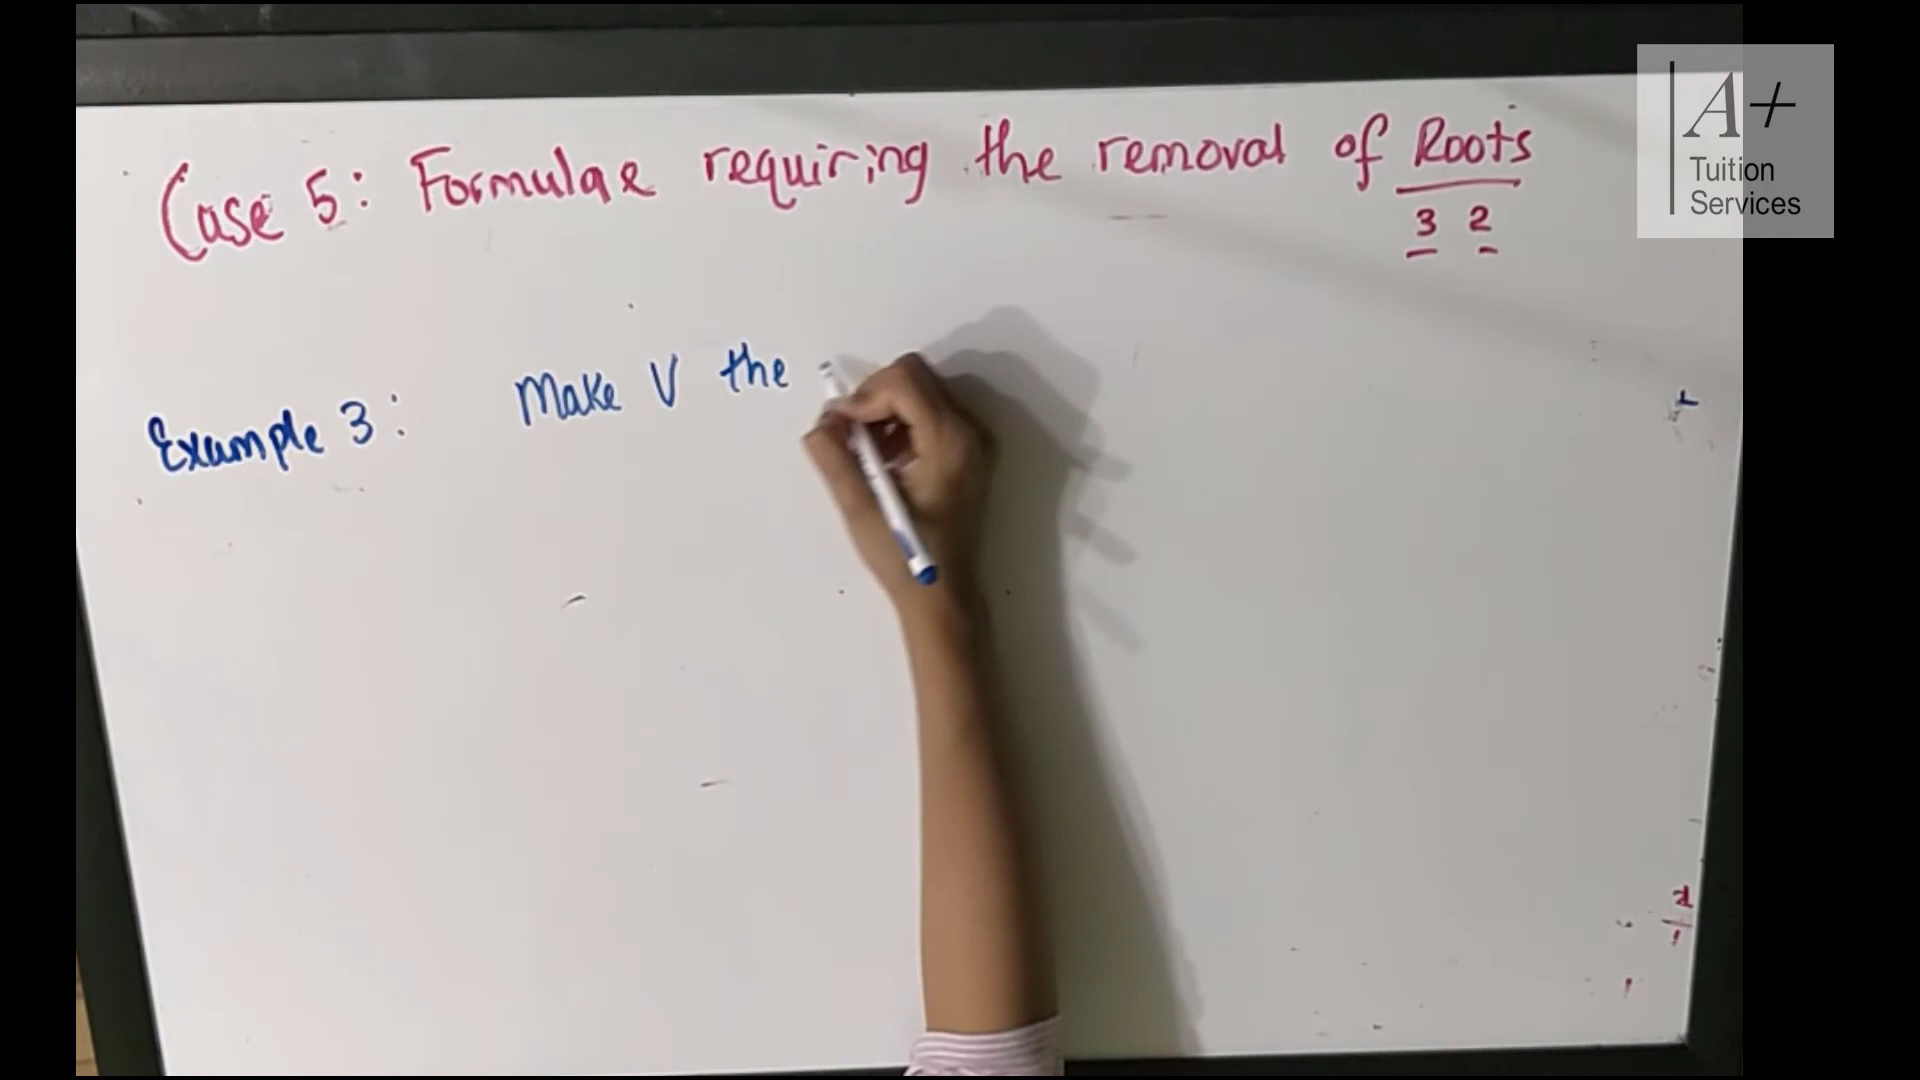 Case 5: Formulae requiring the removal of Roots
3 2
Example 3: Make V the
A+
Tuition
Services